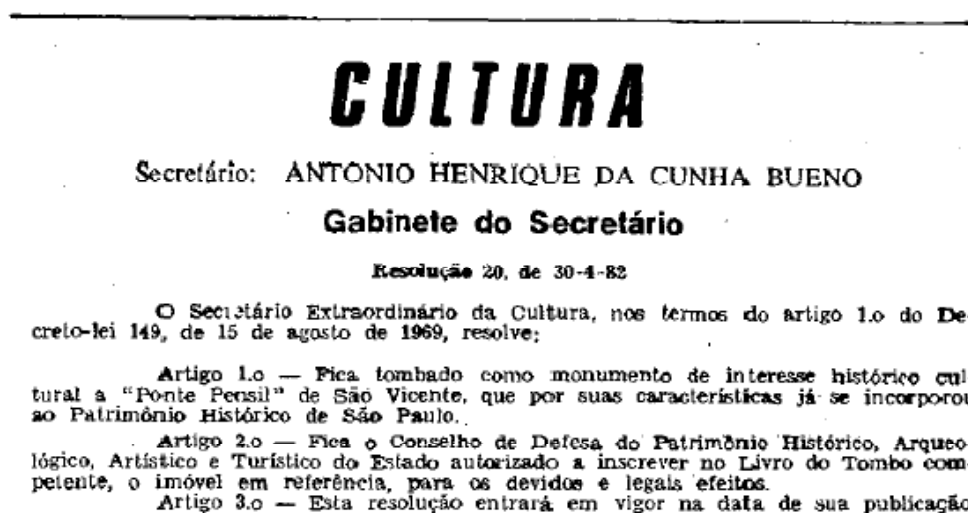 CULTURA
Secretário: ANTONIO HENRIQUE DA CUNHA BUENO
Gabinete do Secretário
Resolução 20, de 30-4-82
O Secretário Extraordinário da Cultura, nos termos do artigo 1.o do De-
creto-lei 149, de 15 de agosto de 1969, resolve:
Artigo 1.o — Fica tombado como monumento de interesse histórico cul-
tural a "Ponte Pensil" de São Vicente, que por suas características já se incorporou
ao Patrimônio Histórico de São Paulo.
Artigo 2.o — Fica o Conselho de Defesa do Patrimônio Histórico, Arqueo-
lógico, Artístico e Turístico do Estado autorizado a inscrever no Livro do Tombo com-
petente, o imóvel em referência, para os devidos e legais efeitos.
Artigo 3.o — Esta resolução entrará em vigor na data de sua publicação